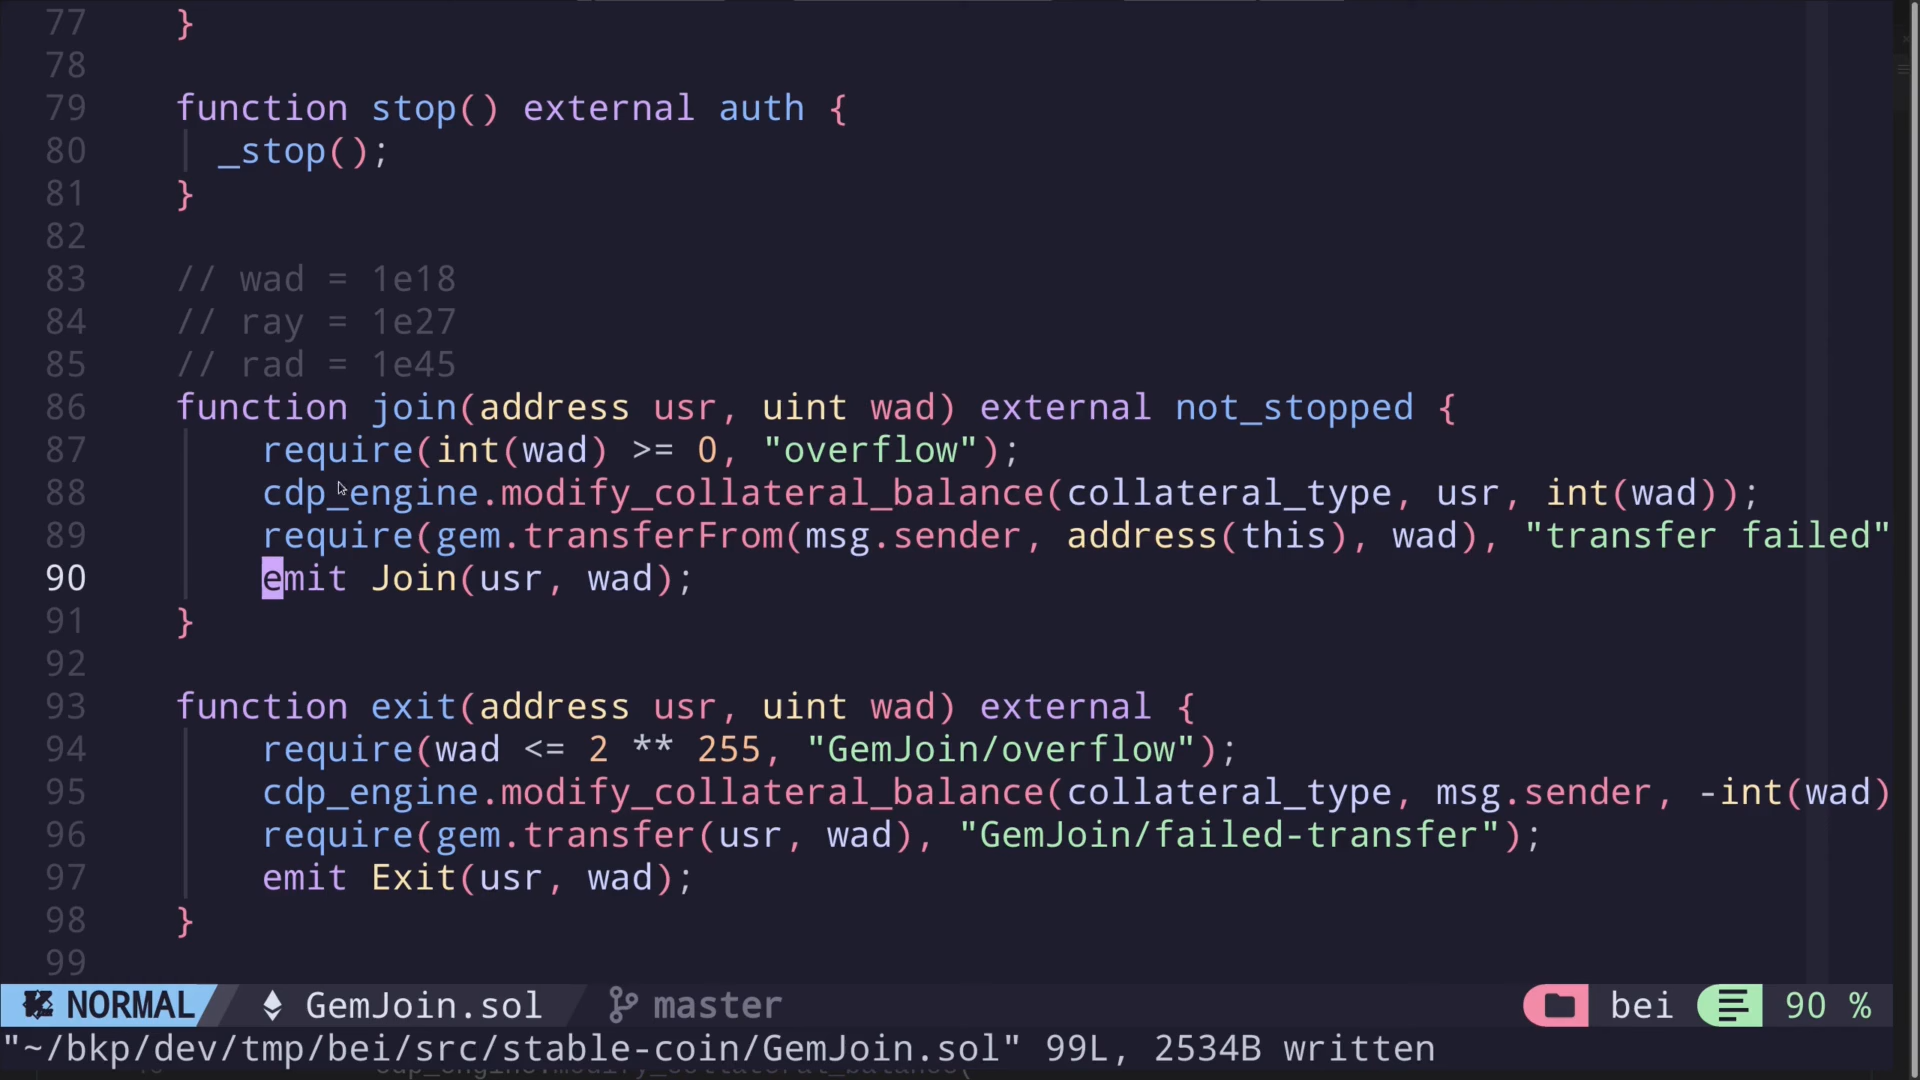 77 }
78
79 function stop() external auth {
80 _stop();
81 }
82
83 // wad = 1e18
84 // ray = 1e27
85 // rad = 1e45
86 function join(address usr, uint wad) external not_stopped {
87 require(int(wad) >= 0, "overflow");
88 cdp_engine.modify_collateral_balance(collateral_type, usr, int(wad));
89 require(gem.transferFrom(msg.sender, address(this), wad), "transfer failed"
90 emit Join(usr, wad);
91 }
92
93 function exit(address usr, uint wad) external {
94 require(wad <= 2 ** 255, "GemJoin/overflow");
95 cdp_engine.modify_collateral_balance(collateral_type, msg.sender, -int(wad)
96 require(gem.transfer(usr, wad), "GemJoin/failed-transfer");
97 emit Exit(usr, wad);
98 }
99
NORMAL GemJoin.sol master bei 90 %
"~/bkp/dev/tmp/bei/src/stable-coin/GemJoin.sol" 99L, 2534B written